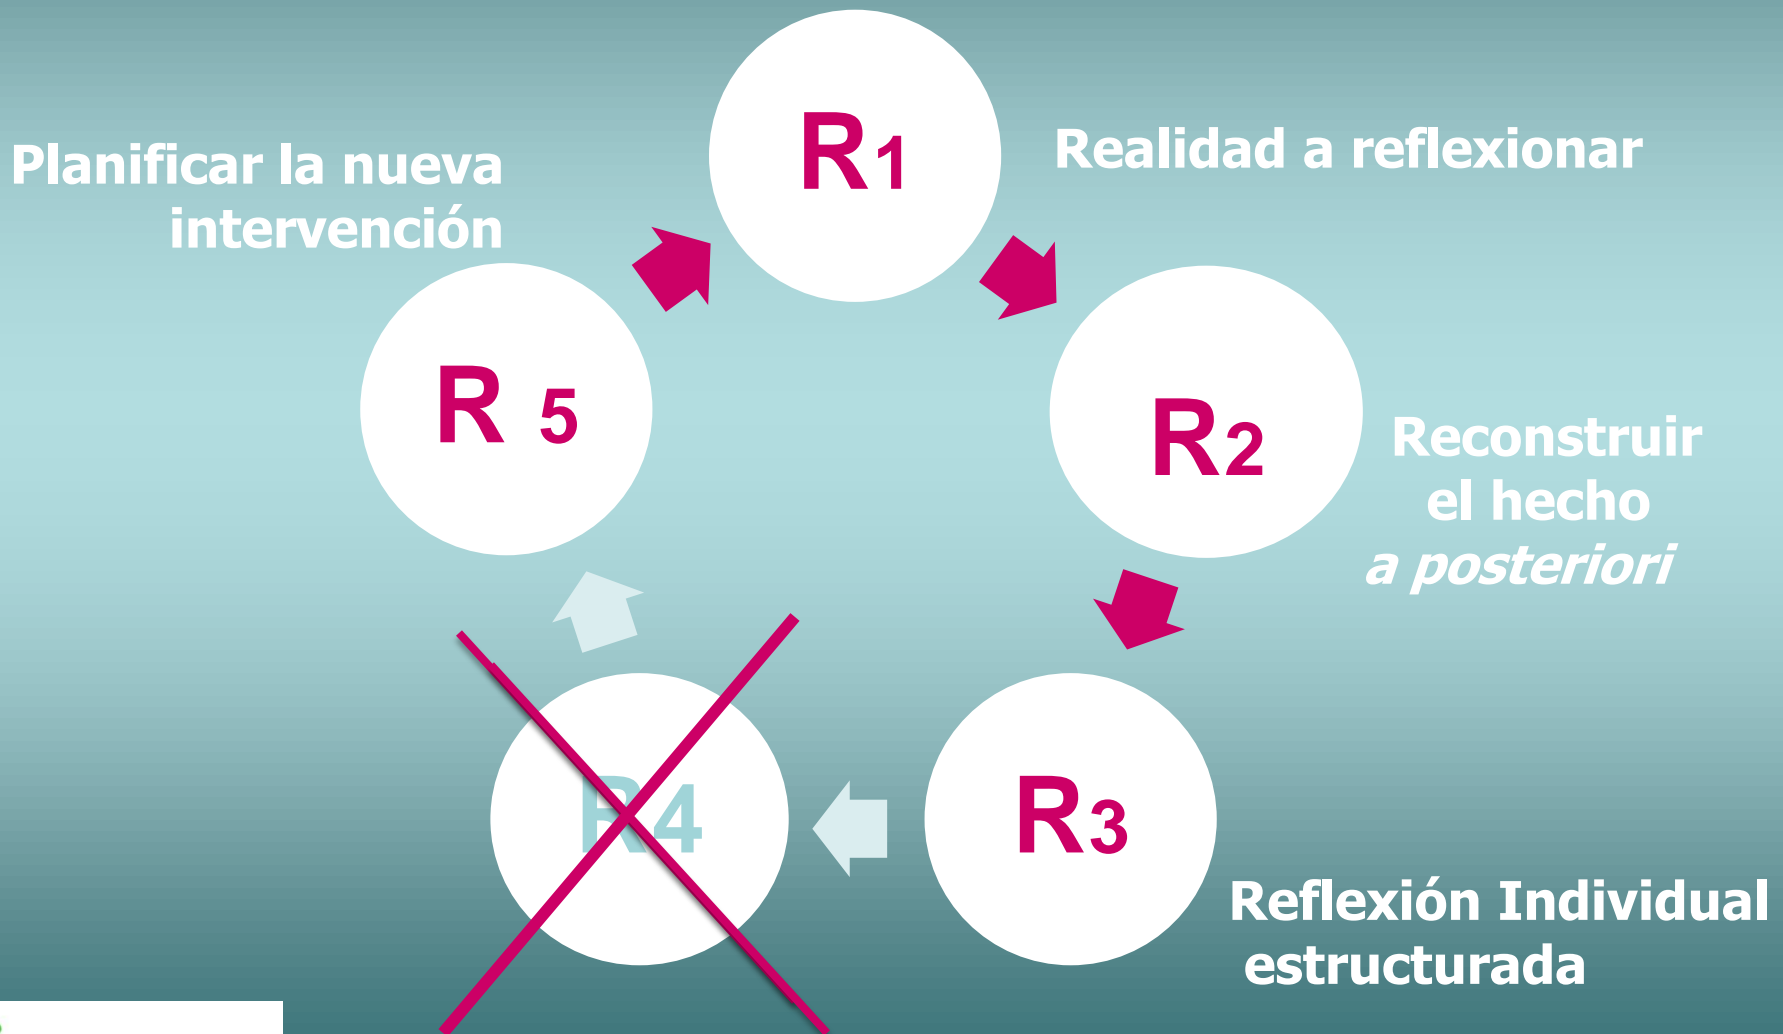 R1
Realidad a reflexionar
Planificar la nueva
intervención
R 5
R2
Reconstruir
el hecho
a posteriori
R4
R3
Reflexión Individual
estructurada